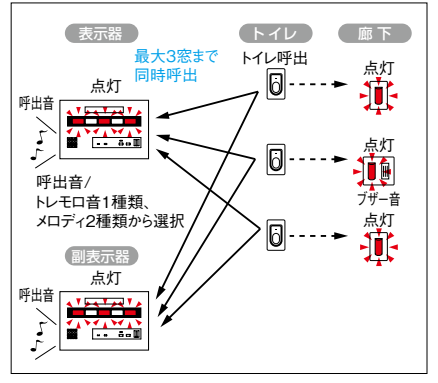 表示器
トイレ
廊下
最大3窓まで
同時呼出
トイレ呼出
点灯
点灯
呼出音
点灯
ブザー音
呼出音/
トレモロ音1種類、
メロディ2種類から選択
点灯
副表示器
点灯
呼出音